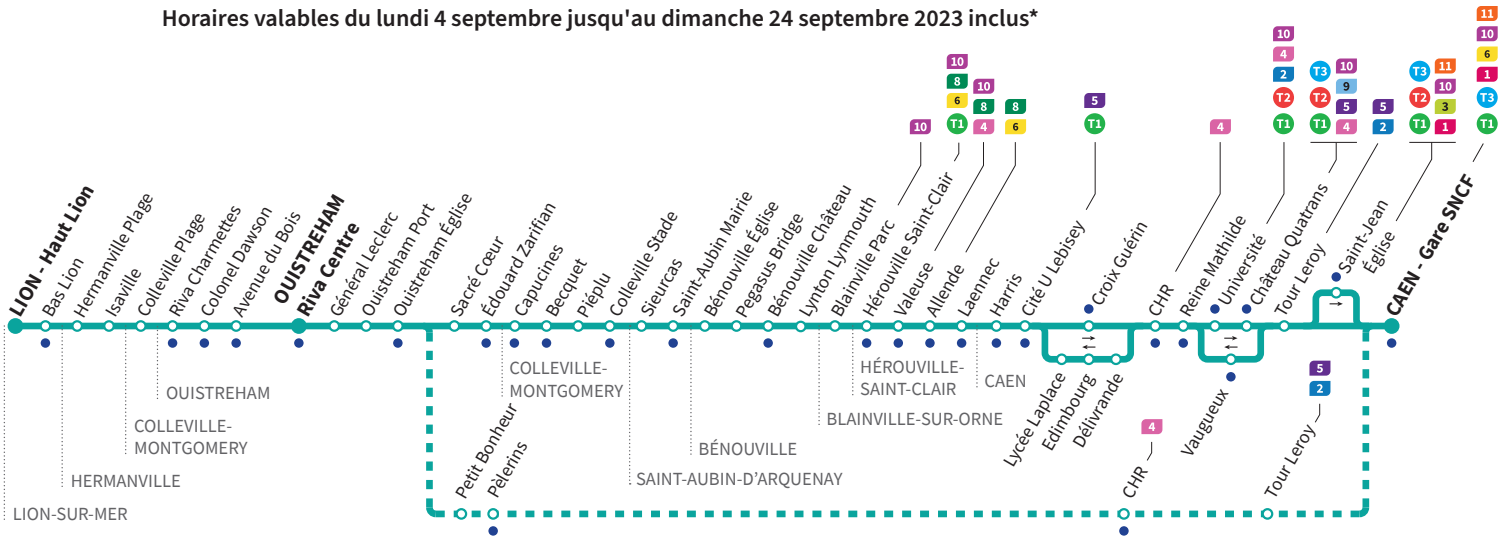 Horaires valables du lundi 4 septembre jusqu'au dimanche 24 septembre 2023 inclus*
10
10
8
6
T1
10
8
4
8
6
5
T1
4
10
4
2
T2
T1
T3
T2
T1
10
9
5
4
5
2
T3
T2
T1
11
10
3
1
11
10
6
1
T3
T1
LION - Haut Lion
Bas Lion
Hermanville Plage
Isaville
Colleville Plage
Riva Charmettes
Colonel Dawson
Avenue du Bois
OUISTREHAM
Riva Centre
Général Leclerc
Ouistreham Port
Ouistreham Église
Sacré Cœur
Édouard Zarifian
Capucines
Becquet
Piéplu
Colleville Stade
Sieurcas
Saint-Aubin Mairie
Bénouville Église
Pegasus Bridge
Bénouville Château
Lynton Lynmouth
Blainville Parc
Hérouville Saint-Clair
Valeuse
Allende
Laennec
Harris
Cité U Lebisey
Croix Guérin
CHR
Reine Mathilde
Université
Château Quatrans
Tour Leroy
Saint-Jean
Église
CAEN - Gare SNCF
Lycée Laplace
Edimbourg
Délivrande
Vaugueux
LION-SUR-MER
HERMANVILLE
COLLEVILLE-
MONTGOMERY
OUISTREHAM
COLLEVILLE-
MONTGOMERY
SAINT-AUBIN-D'ARQUENAY
BÉNOUVILLE
BLAINVILLE-SUR-ORNE
HÉROUVILLE-
SAINT-CLAIR
CAEN
Petit Bonheur
Pèlerins
4
CHR
5
2
Tour Leroy